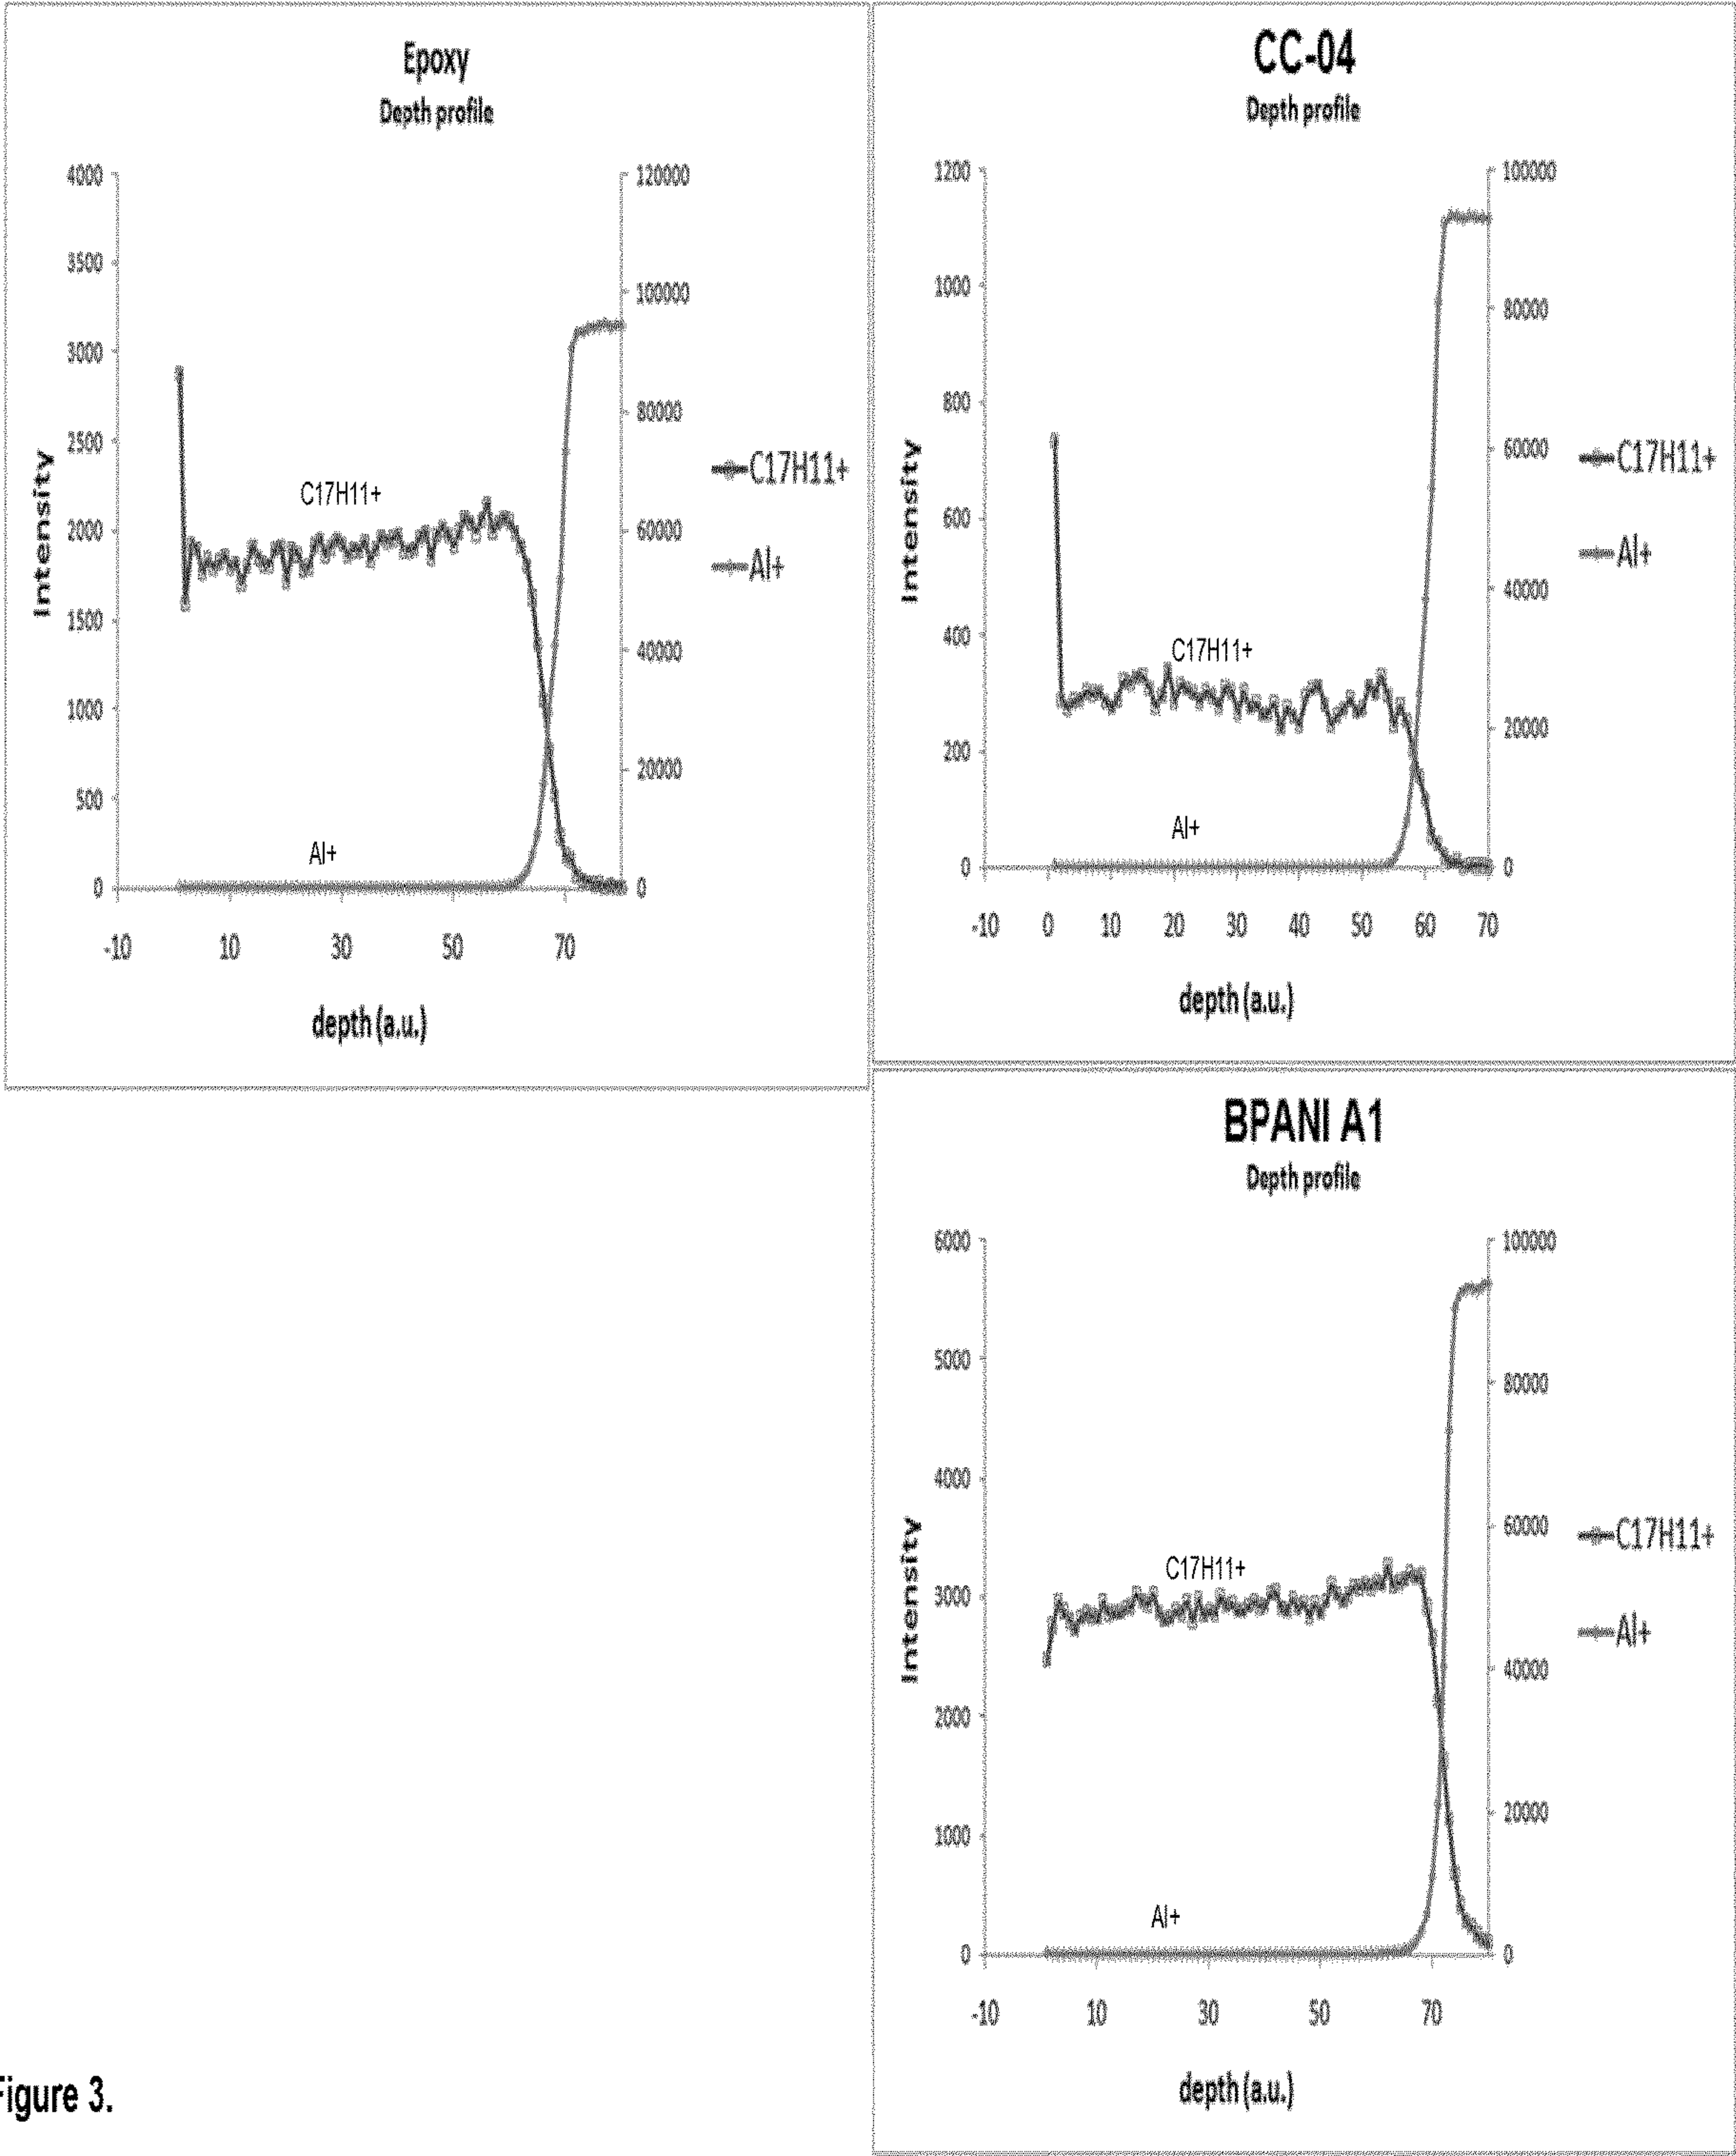 Epoxy
Depth profile
4000
3500
3000
2500
2000
1500
1000
500
0
120000
100000
80000
60000
40000
20000
0
Intensity
C17H11+
Al+
C17H11+
Al+
-10 10 30 50 70
depth (a.u.)
CC-04
Depth profile
1200
1000
800
600
400
200
0
100000
80000
60000
40000
20000
0
Intensity
C17H11+
Al+
C17H11+
Al+
-10 0 10 20 30 40 50 60 70
depth (a.u.)
BPANI A1
Depth profile
6000
5000
4000
3000
2000
1000
0
100000
80000
60000
40000
20000
0
Intensity
C17H11+
Al+
C17H11+
Al+
-10 10 30 50 70
depth (a.u.)
Figure 3.